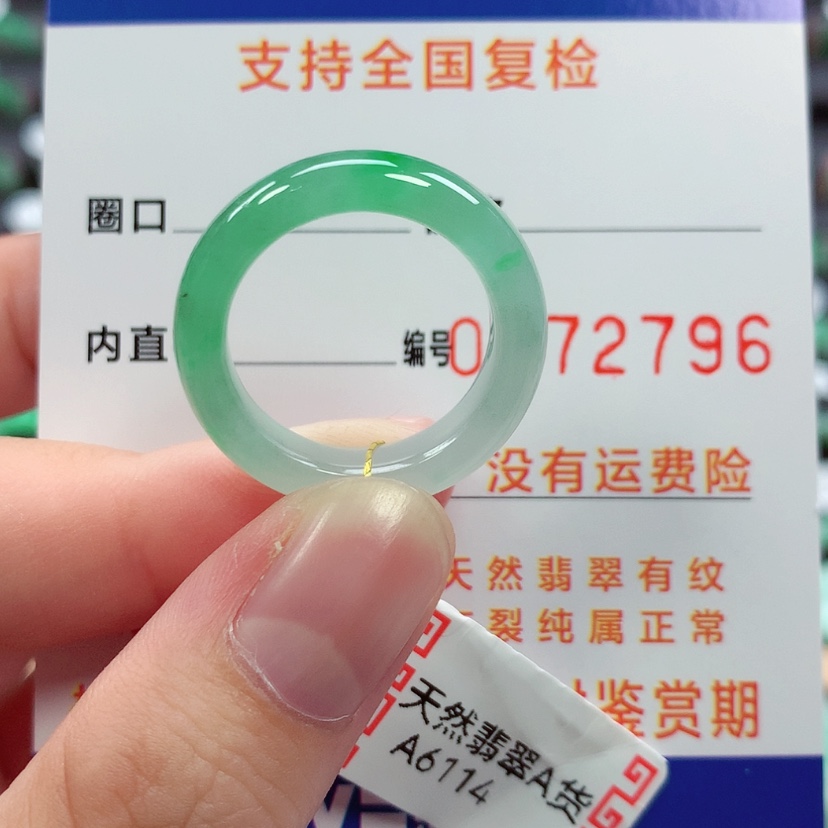 支持全国复检
圈口
内直
编号0 72796
没有运费险
天然翡翠有纹
裂纯属正常
鉴赏期
天然翡翠A货
A6114